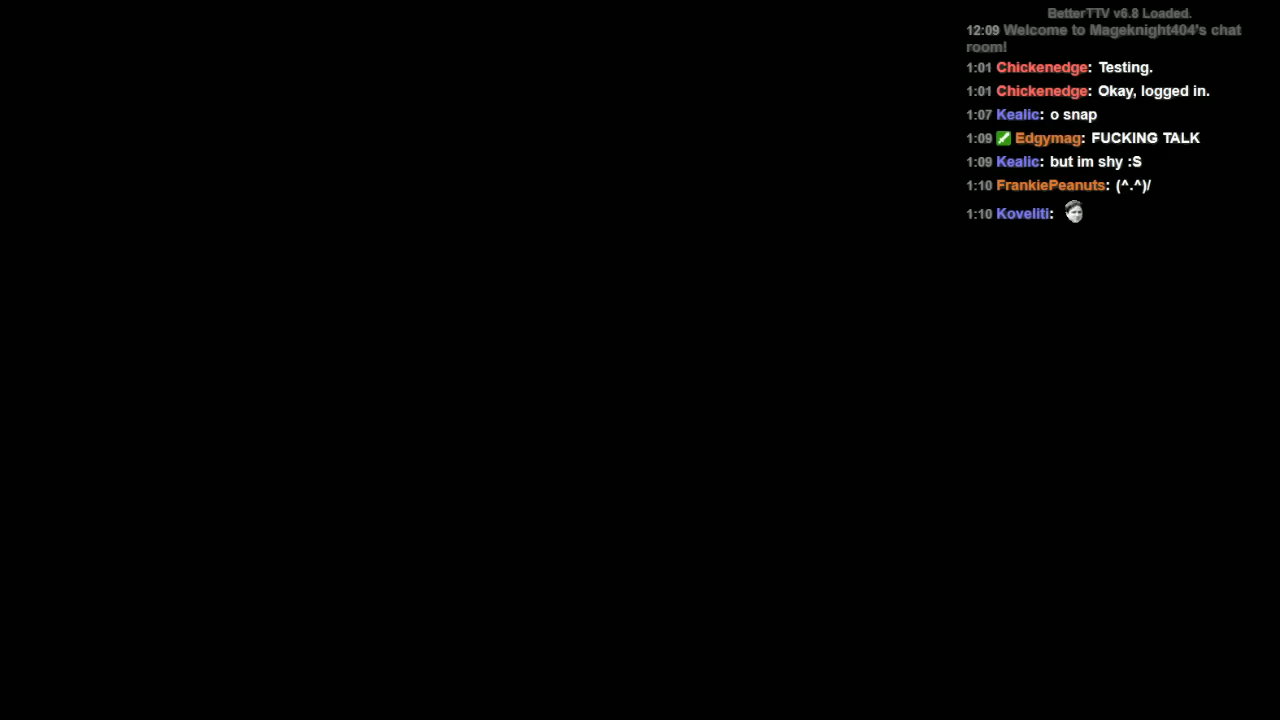 BetterTTV v6.8 Loaded.
12:09 Welcome to Mageknight404's chat
room!
1:01 Chickenedge: Testing.
1:01 Chickenedge: Okay, logged in.
1:07 Kealic: o snap
1:09 Edgymag: FUCKING TALK
1:09 Kealic: but im shy :S
1:10 FrankiePeanuts: (^.^)/
1:10 Koveliti: